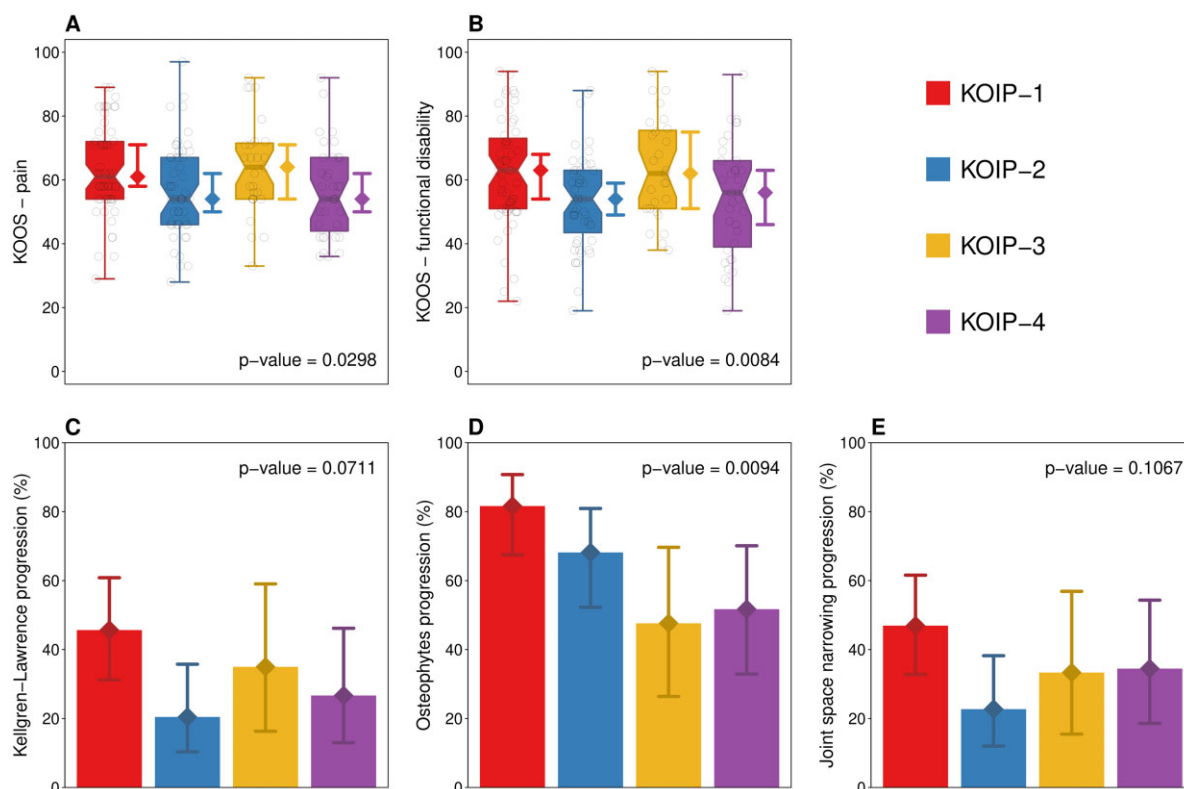 A
B
KOOS – pain
100
80
60
40
20
0
p−value = 0.0298
KOOS – functional disability
100
80
60
40
20
0
p−value = 0.0084
KOIP−1
KOIP−2
KOIP−3
KOIP−4
C
D
E
Kellgren−Lawrence progression (%)
100
80
60
40
20
0
p−value = 0.0711
Osteophytes progression (%)
100
80
60
40
20
0
p−value = 0.0094
Joint space narrowing progression (%)
100
80
60
40
20
0
p−value = 0.1067